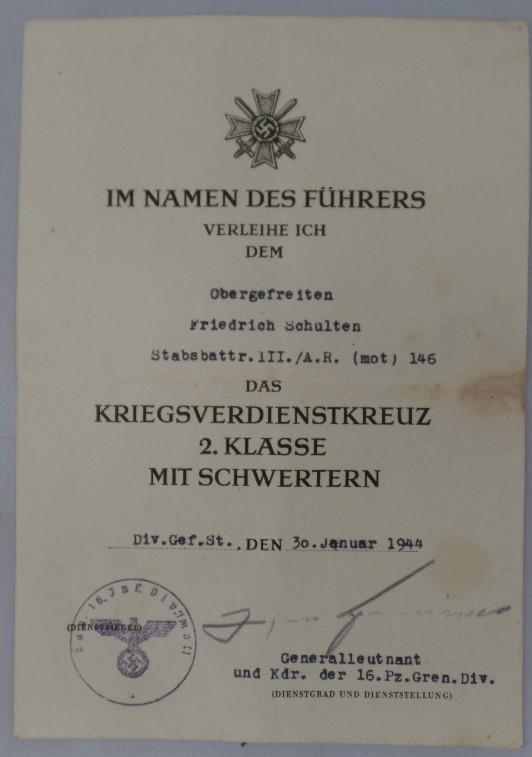 IM NAMEN DES FÜHRERS
VERLEIHE ICH
DEM
Obergefreiten
Friedrich Schulten
Stabsbattr.III./A.R. (mot) 146
DAS
KRIEGSVERDIENSTKREUZ
2. KLASSE
MIT SCHWERTERN
Div.Gef.St. , DEN 30.Januar 1944
(DIENSTSIEGEL)
Generalleutnant
und Kdr. der 16.Pz.Gren.Div.
(DIENSTGRAD UND DIENSTSTELLUNG)